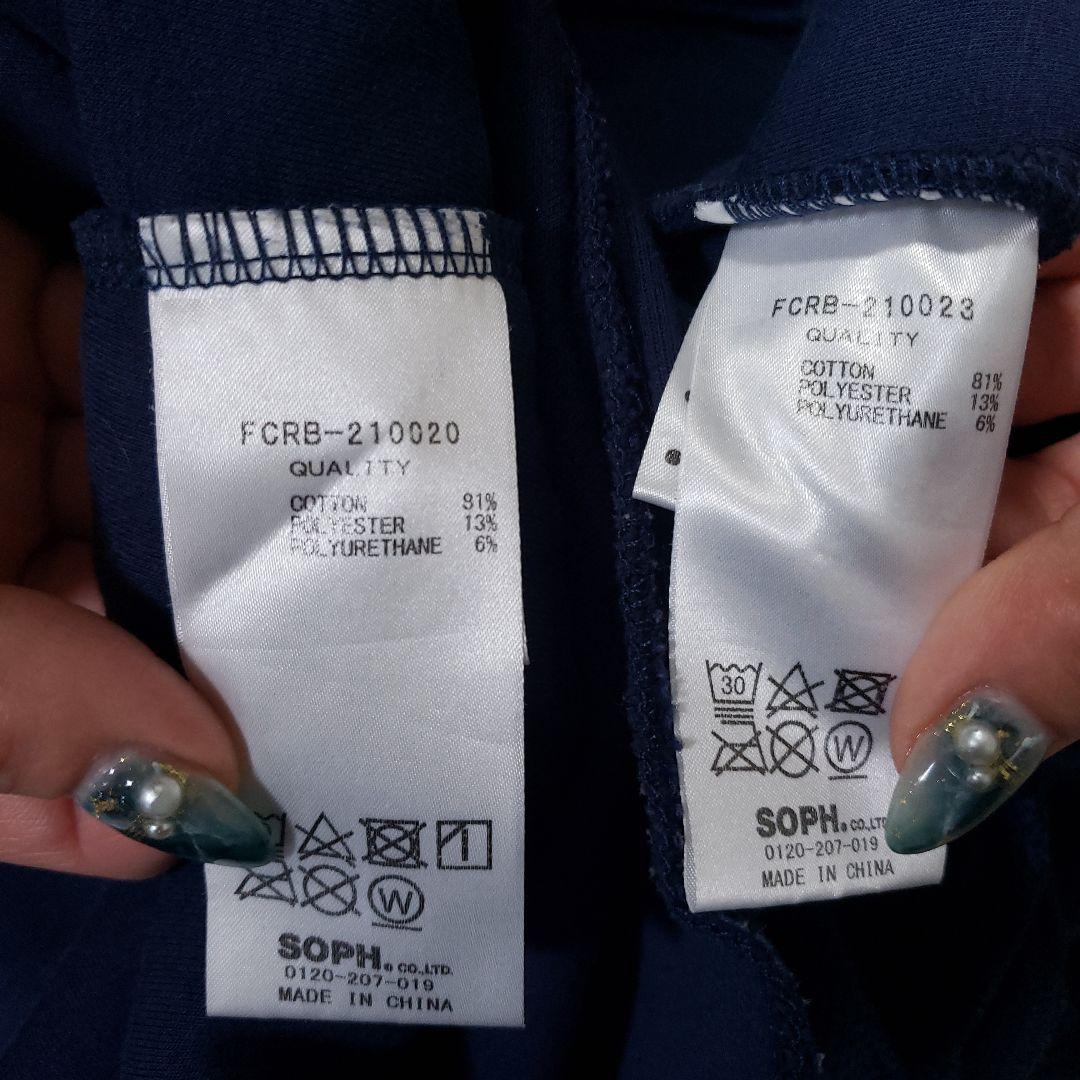 FCRB-210020
QUALITY
COTTON 81%
POLYESTER 13%
POLYURETHANE 6%
W
SOPH. CO.,LTD.
0120-207-019
MADE IN CHINA
FCRB-210023
QUALITY
COTTON 81%
POLYESTER 13%
POLYURETHANE 6%
30
W
SOPH. CO.,LTD
0120-207-019
MADE IN CHINA